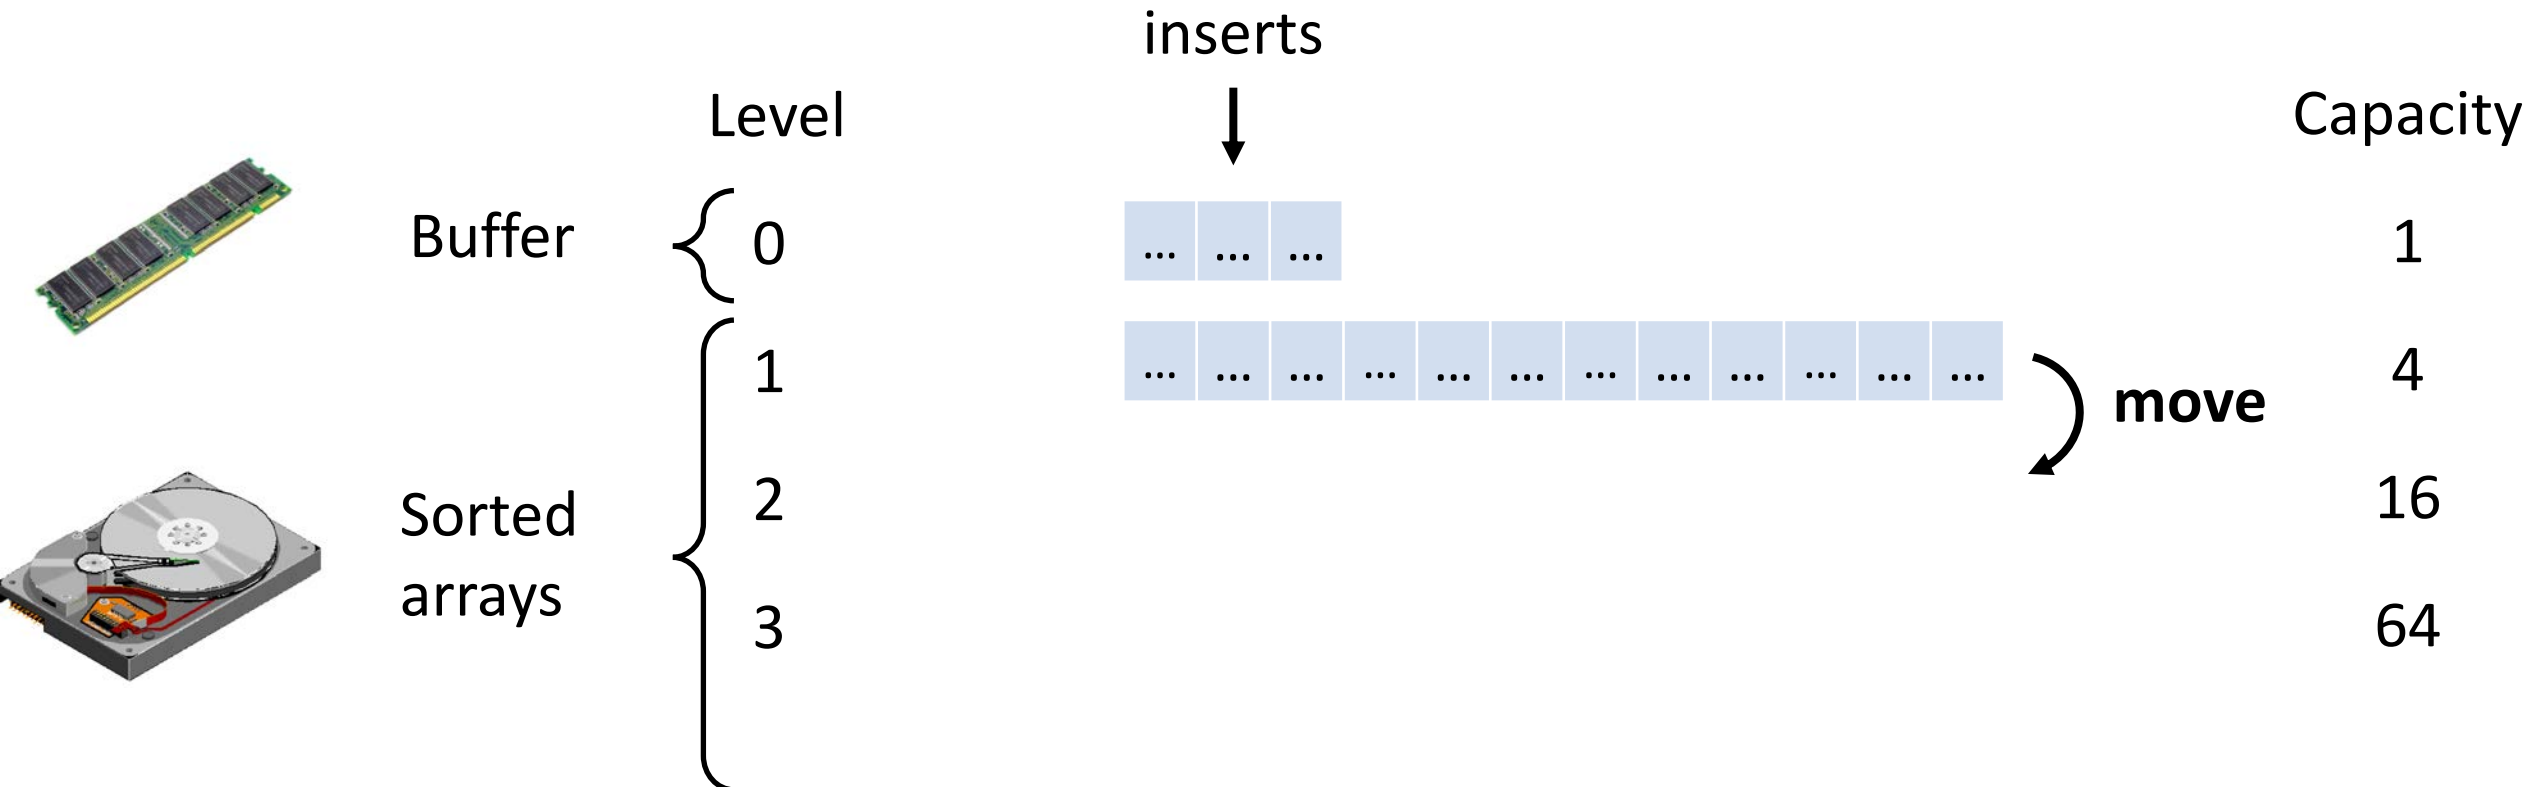 inserts
Level
Capacity
Buffer
0
... ... ...
1
1
... ... ... ... ... ... ... ... ... ... ... ...
4
move
Sorted
arrays
2
16
3
64